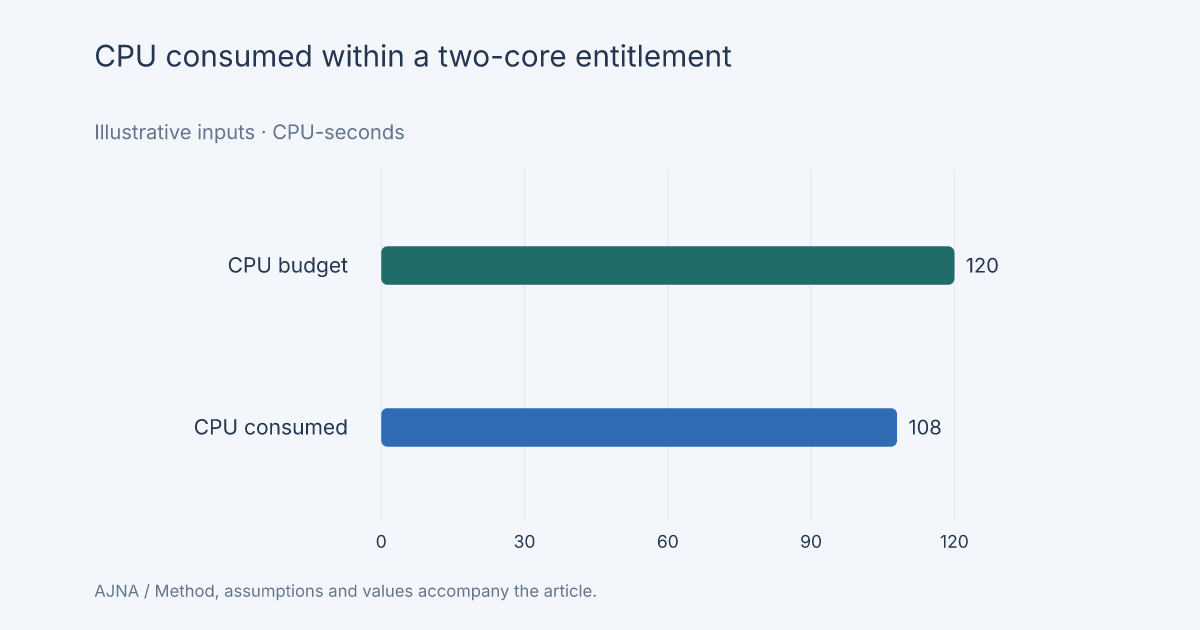 CPU consumed within a two-core entitlement
Illustrative inputs · CPU-seconds
CPU budget
120
CPU consumed
108
0 30 60 90 120
AJNA / Method, assumptions and values accompany the article.